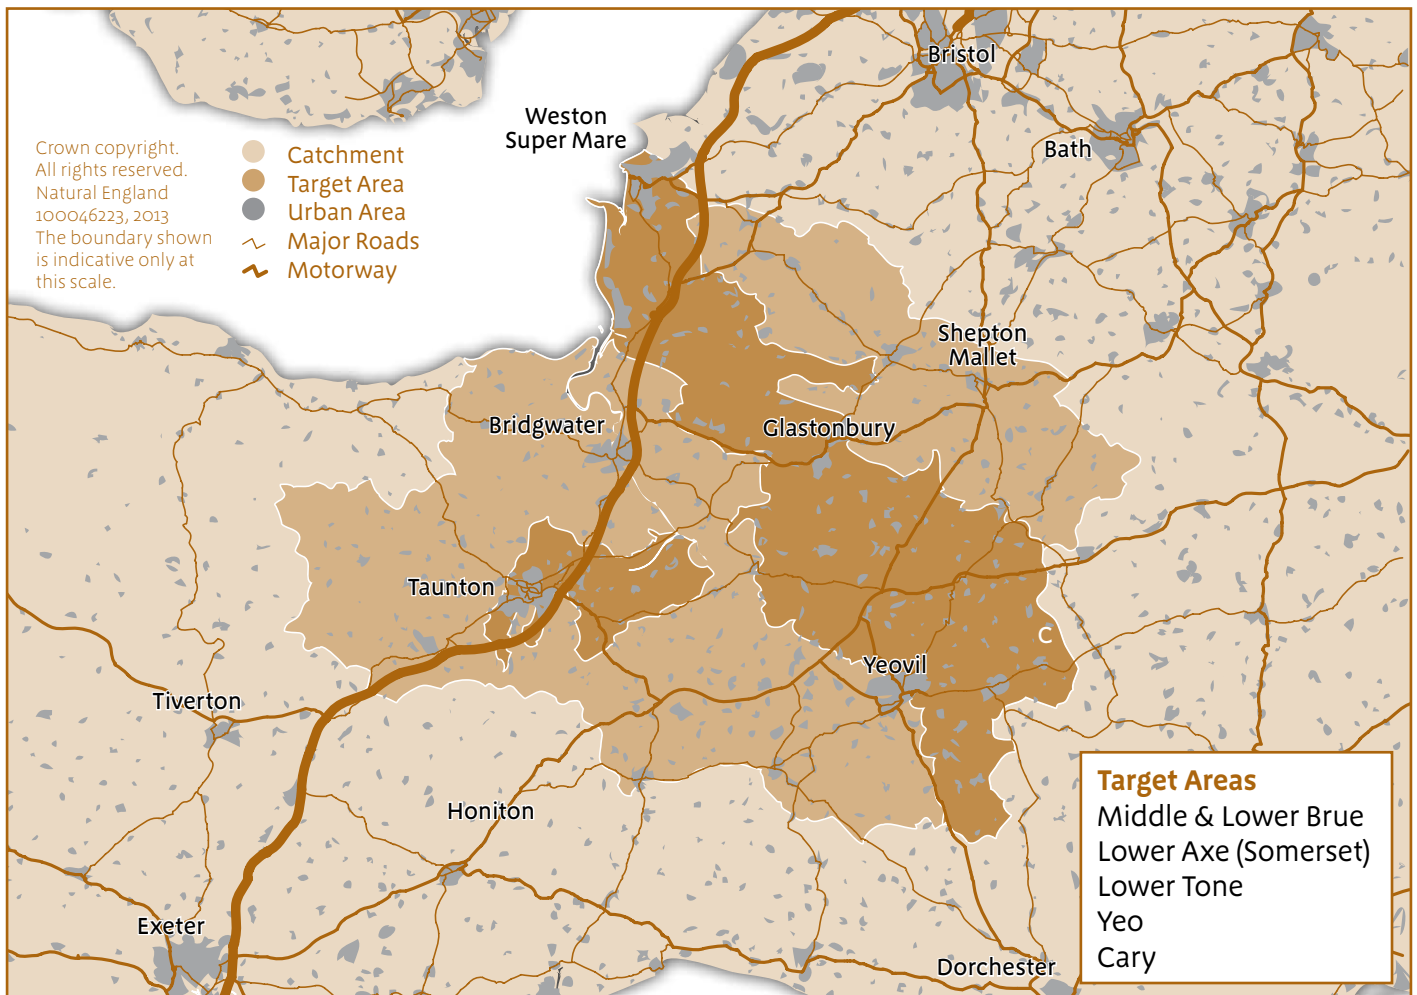 Bristol
Weston
Super Mare
Bath
Crown copyright.
All rights reserved.
Natural England
100046223, 2013
The boundary shown
is indicative only at
this scale.
Catchment
Target Area
Urban Area
Major Roads
Motorway
Shepton
Mallet
Bridgwater
Glastonbury
Taunton
C
Yeovil
Tiverton
Honiton
Exeter
Dorchester
Target Areas
Middle & Lower Brue
Lower Axe (Somerset)
Lower Tone
Yeo
Cary